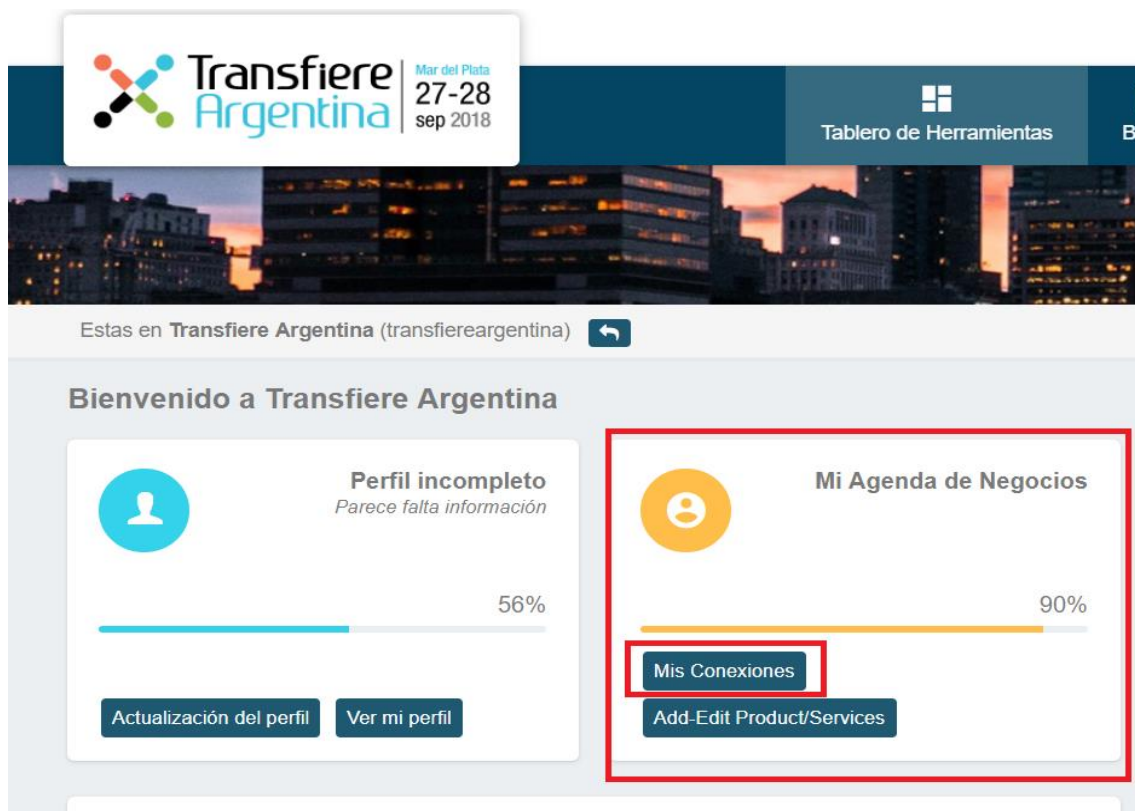 Transfiere
Argentina
Mar del Plata
27-28
sep 2018
Tablero de Herramientas
B
Estas en Transfiere Argentina (transfiereargentina)
Bienvenido a Transfiere Argentina
Perfil incompleto
Parece falta información
56%
Actualización del perfil
Ver mi perfil
Mi Agenda de Negocios
90%
Mis Conexiones
Add-Edit Product/Services